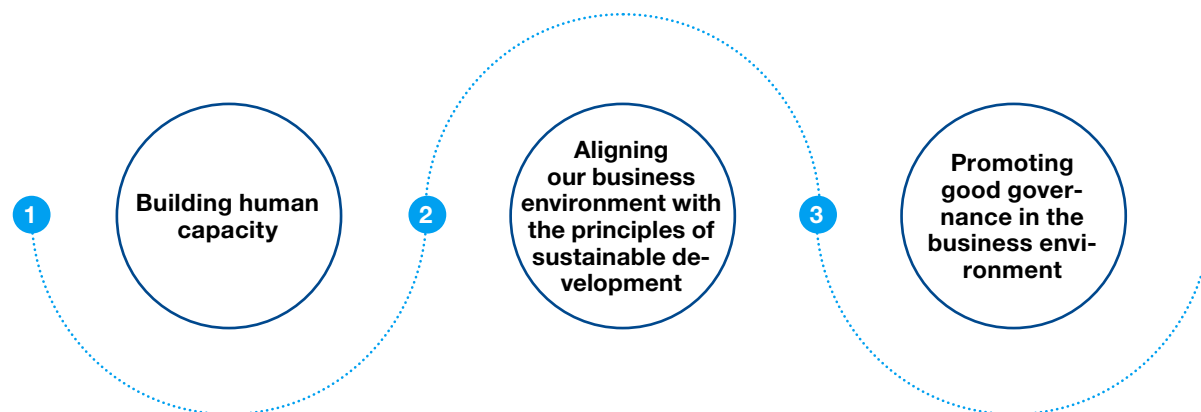 1
Building human
capacity
2
Aligning
our business
environment with
the principles of
sustainable de-
velopment
3
Promoting
good gover-
nance in the
business envi-
ronment